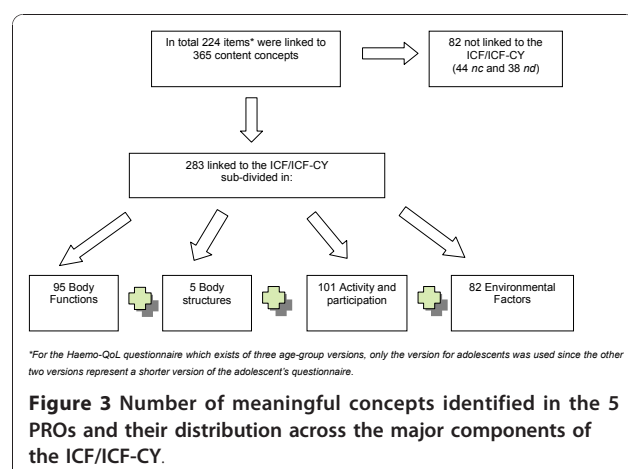 In total 224 items* were linked to
365 content concepts
82 not linked to the
ICF/ICF-CY
(44 nc and 38 nd)
283 linked to the ICF/ICF-CY
sub-divided in:
95 Body
Functions
5 Body
structures
101 Activity and
participation
82 Environmental
Factors
*For the Haemo-QoL questionnaire which exists of three age-group versions, only the version for adolescents was used since the other
two versions represent a shorter version of the adolescent's questionnaire.
Figure 3 Number of meaningful concepts identified in the 5
PROs and their distribution across the major components of
the ICF/ICF-CY.